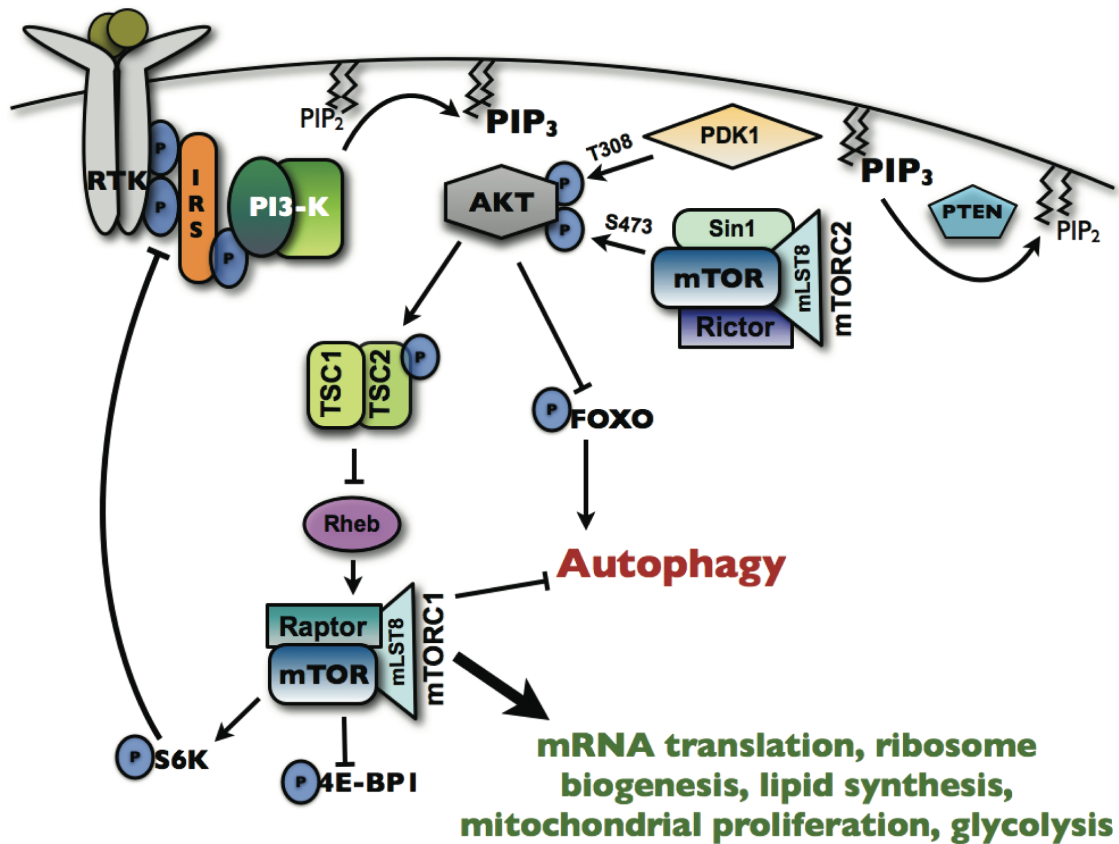 PIP2
PIP3
PDK1
T308
P
RTK
P
P
I
R
S
PI3-K
P
AKT
P
S473
Sin1
mTOR
Rictor
mLST8
mTORC2
PIP3
PTEN
PIP2
TSC1
TSC2
P
P
FOXO
Rheb
Autophagy
Raptor
mTOR
mLST8
mTORC1
P
S6K
P
4E-BP1
mRNA translation, ribosome
biogenesis, lipid synthesis,
mitochondrial proliferation, glycolysis